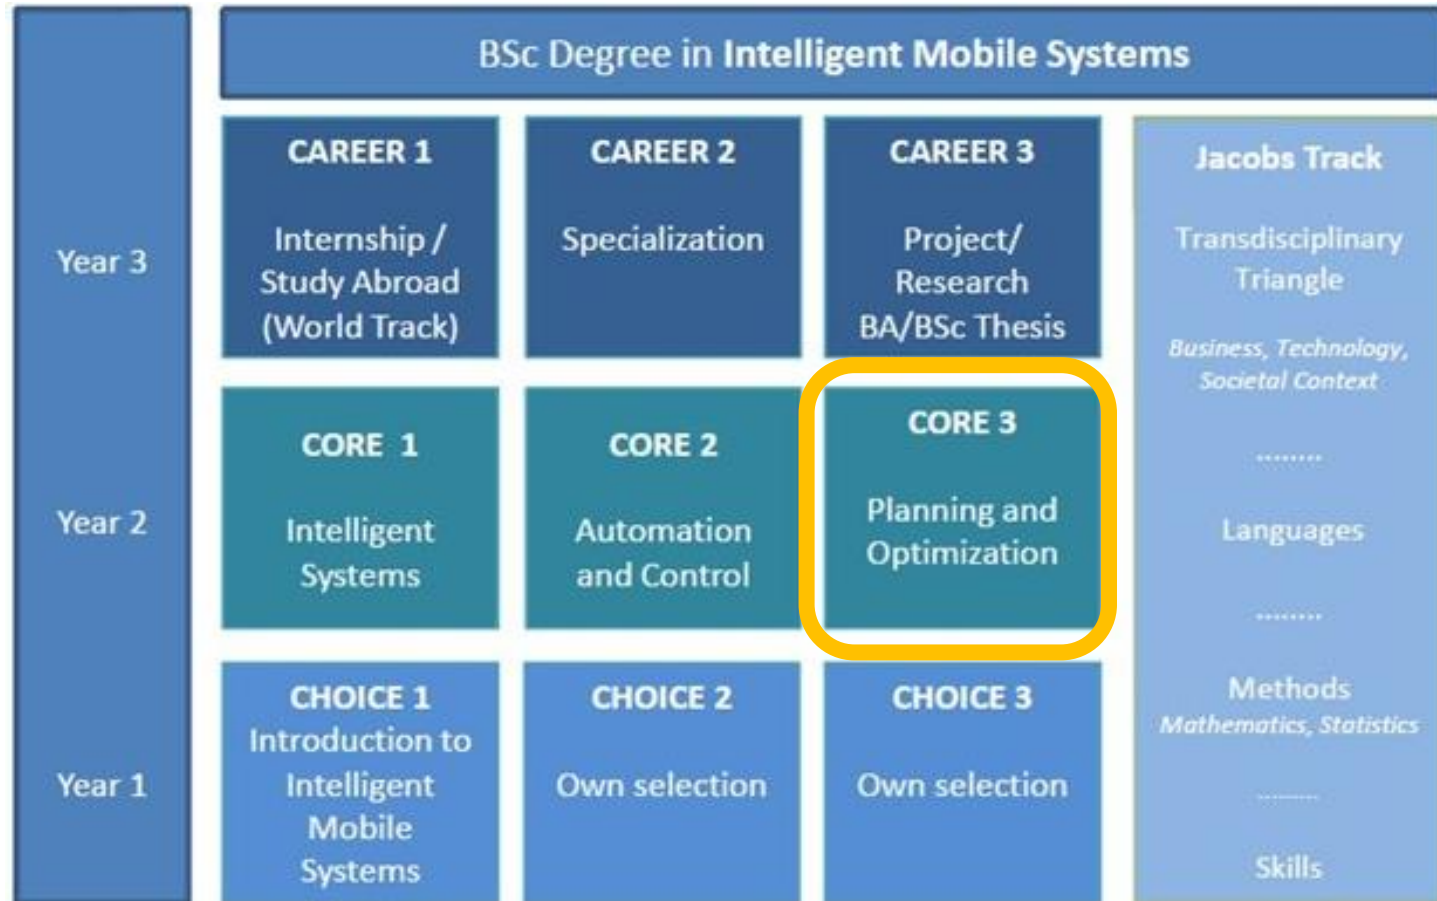 BSc Degree in Intelligent Mobile Systems
Year 3
CAREER 1
Internship /
Study Abroad
(World Track)
CAREER 2
Specialization
CAREER 3
Project/
Research
BA/BSc Thesis
Year 2
CORE 1
Intelligent
Systems
CORE 2
Automation
and Control
CORE 3
Planning and
Optimization
Year 1
CHOICE 1
Introduction to
Intelligent
Mobile
Systems
CHOICE 2
Own selection
CHOICE 3
Own selection
Jacobs Track
Transdisciplinary
Triangle
Business, Technology,
Societal Context
........
Languages
........
Methods
Mathematics, Statistics
........
Skills